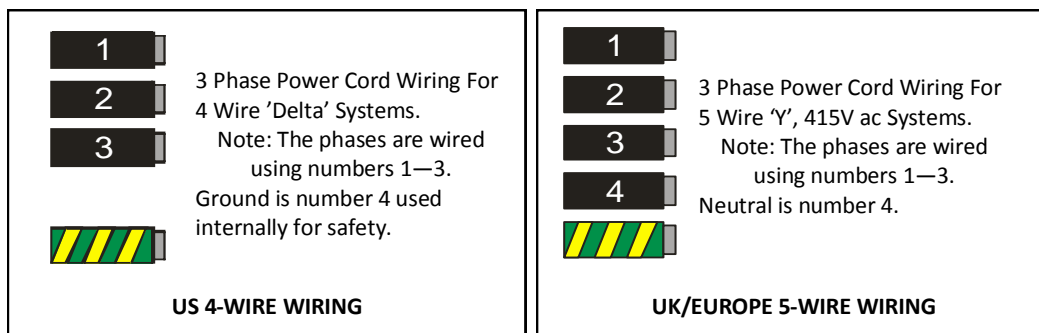 1
2
3
3 Phase Power Cord Wiring For
4 Wire ’Delta’ Systems.
Note: The phases are wired
using numbers 1—3.
Ground is number 4 used
internally for safety.
US 4-WIRE WIRING
1
2
3
4
3 Phase Power Cord Wiring For
5 Wire ‘Y’, 415V ac Systems.
Note: The phases are wired
using numbers 1—3.
Neutral is number 4.
UK/EUROPE 5-WIRE WIRING